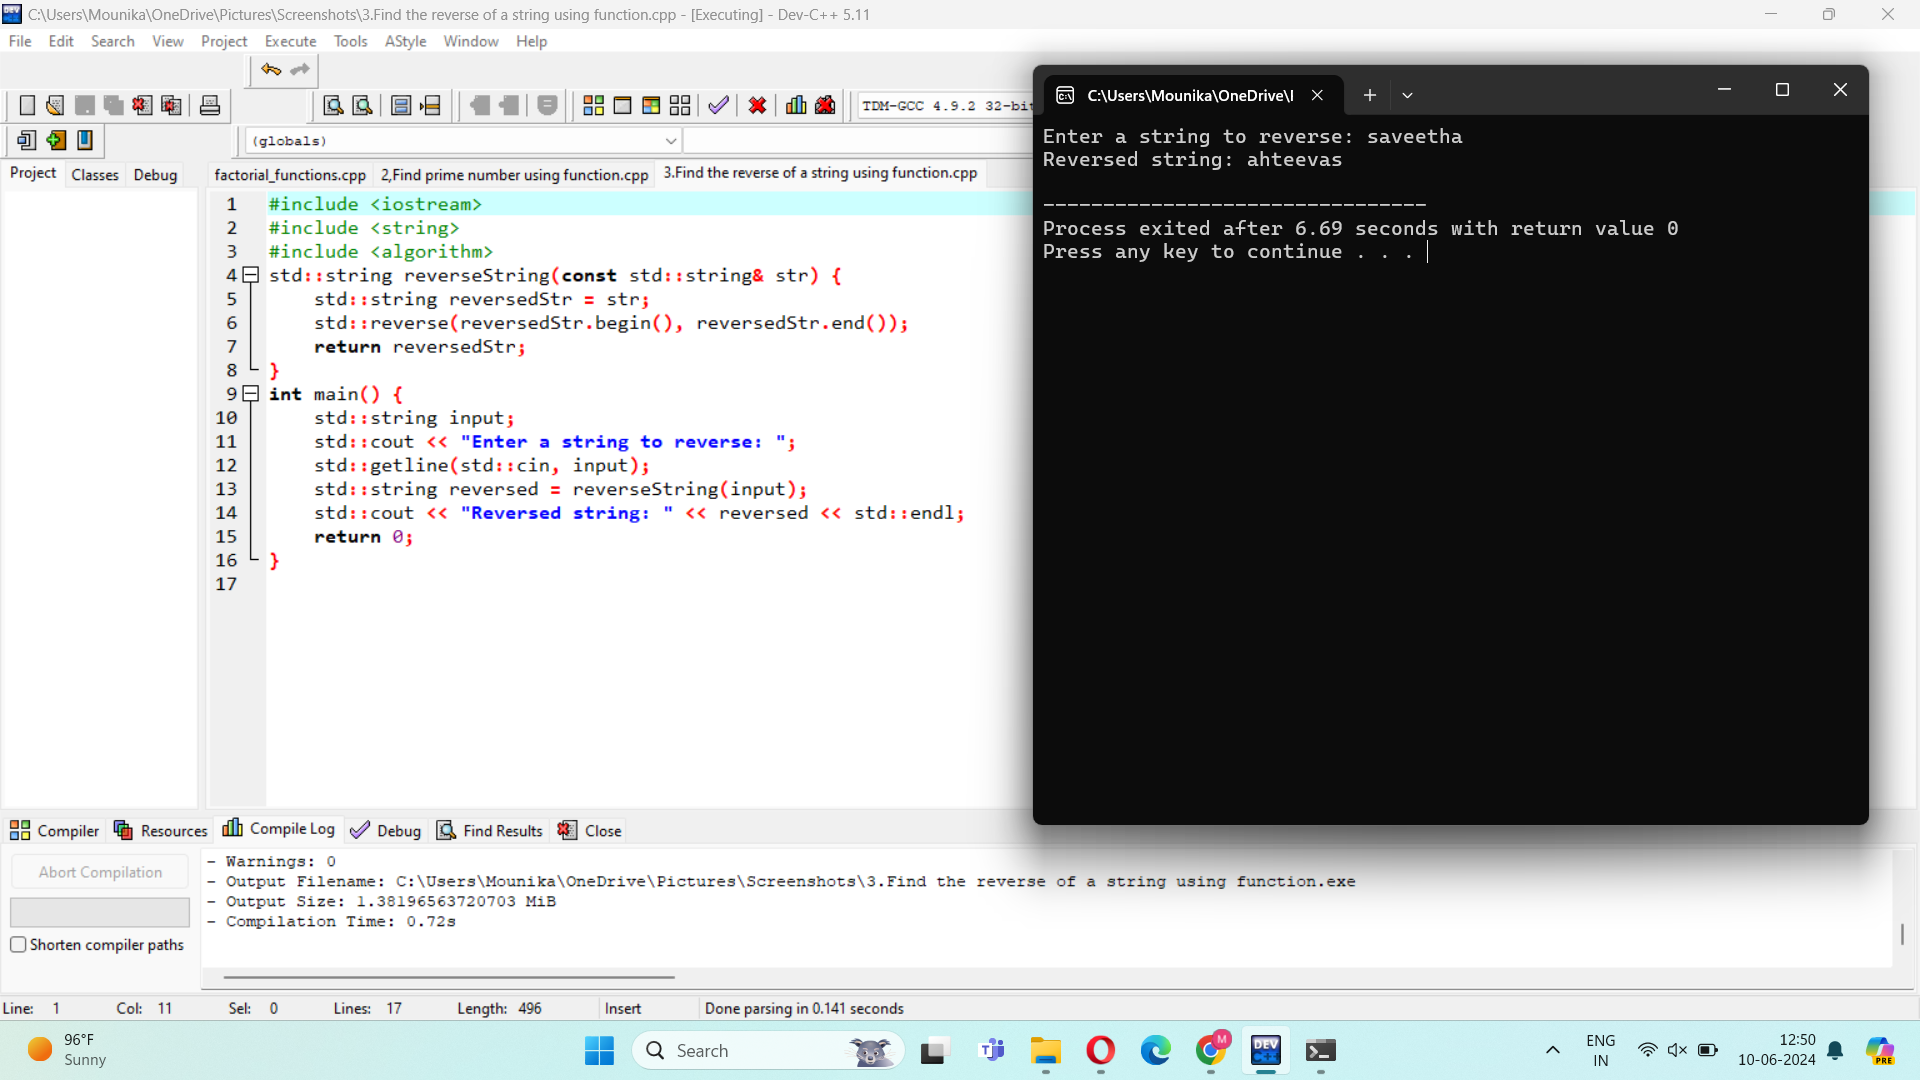 C:\Users\Mounika\OneDrive\Pictures\Screenshots\3.Find the reverse of a string using function.cpp - [Executing] - Dev-C++ 5.11
File Edit Search View Project Execute Tools AStyle Window Help
TDM-GCC 4.9.2 32-bit
(globals)
Project Classes Debug
factorial_functions.cpp 2,Find prime number using function.cpp 3.Find the reverse of a string using function.cpp
1 #include <iostream>
2 #include <string>
3 #include <algorithm>
4 std::string reverseString(const std::string& str) {
5 std::string reversedStr = str;
6 std::reverse(reversedStr.begin(), reversedStr.end());
7 return reversedStr;
8 }
9 int main() {
10 std::string input;
11 std::cout << "Enter a string to reverse: ";
12 std::getline(std::cin, input);
13 std::string reversed = reverseString(input);
14 std::cout << "Reversed string: " << reversed << std::endl;
15 return 0;
16 }
17
C:\Users\Mounika\OneDrive\
Enter a string to reverse: saveetha
Reversed string: ahteevas
--------------------------------
Process exited after 6.69 seconds with return value 0
Press any key to continue . . .
Compiler Resources Compile Log Debug Find Results Close
Abort Compilation
Shorten compiler paths
- Warnings: 0
- Output Filename: C:\Users\Mounika\OneDrive\Pictures\Screenshots\3.Find the reverse of a string using function.exe
- Output Size: 1.38196563720703 MiB
- Compilation Time: 0.72s
Line: 1 Col: 11 Sel: 0 Lines: 17 Length: 496 Insert Done parsing in 0.141 seconds
96°F
Sunny
Search
DEV
C++
M
ENG
IN
12:50
10-06-2024
PRE